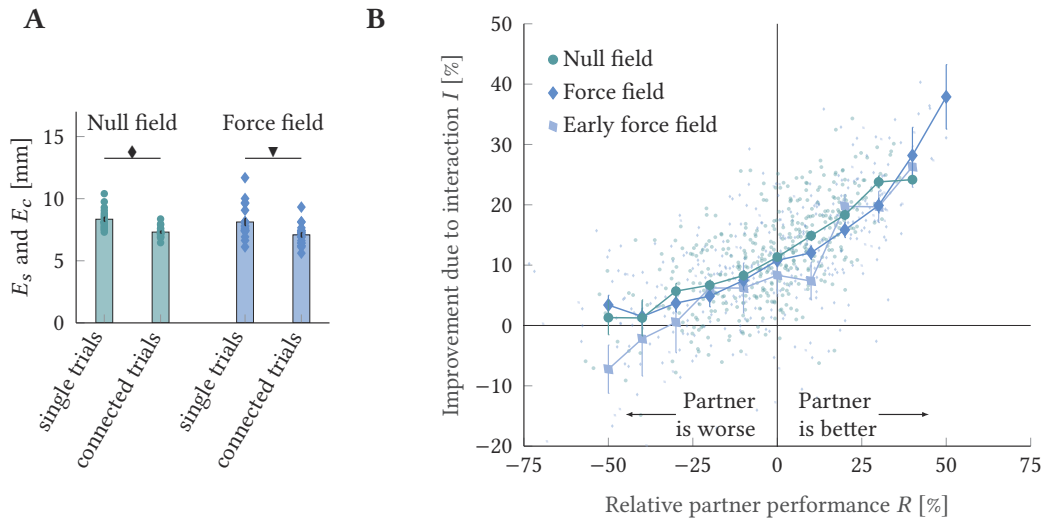 A
Null field
Force field
15
10
5
0
E_s and E_c [mm]
single trials
connected trials
single trials
connected trials
B
50
40
30
20
10
0
−10
−20
Improvement due to interaction I [%]
Null field
Force field
Early force field
Partner
is worse
Partner
is better
−75
−50
−25
0
25
50
75
Relative partner performance R [%]